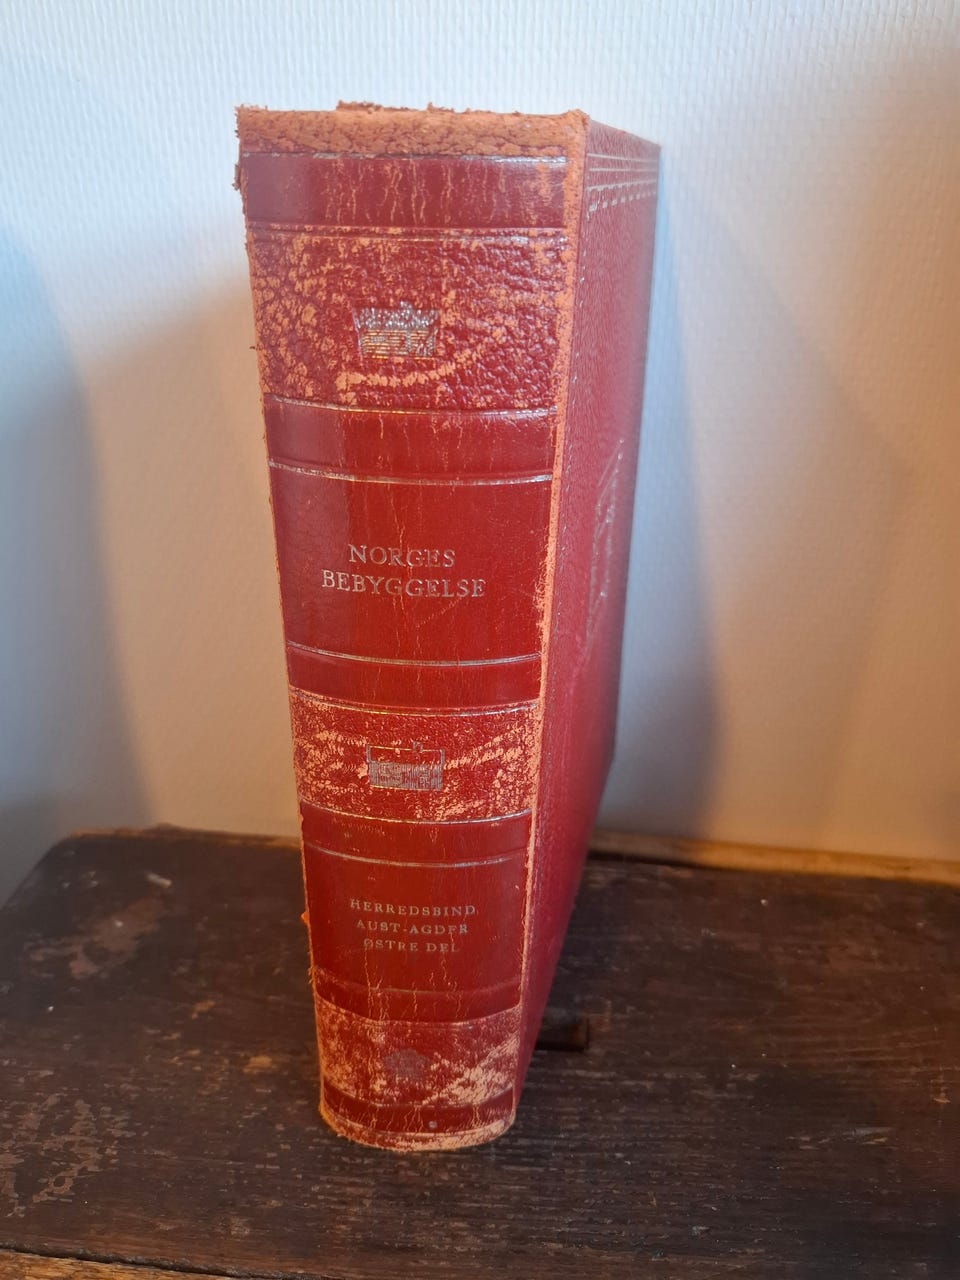 NORGES
BEBYGGELSE
HERREDSBIND
AUST-AGDER
ØSTRE DEL